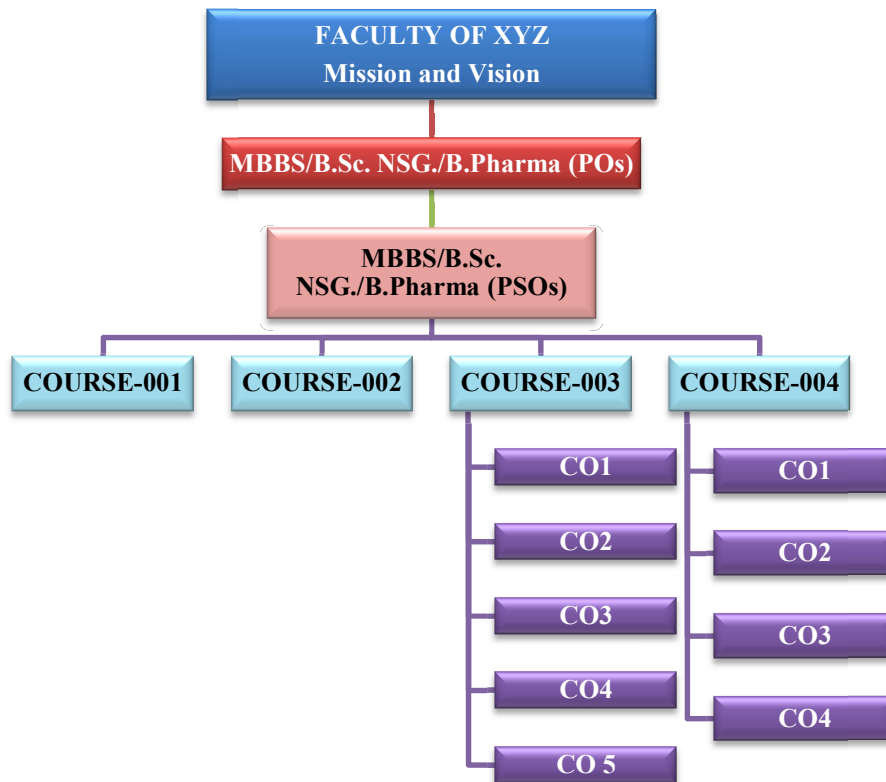 FACULTY OF XYZ
Mission and Vision
MBBS/B.Sc. NSG./B.Pharma (POs)
MBBS/B.Sc.
NSG./B.Pharma (PSOs)
COURSE-001
COURSE-002
COURSE-003
COURSE-004
CO1
CO2
CO3
CO4
CO 5
CO1
CO2
CO3
CO4